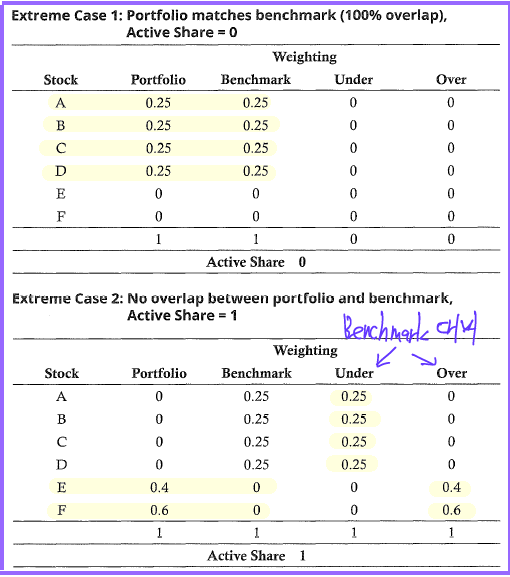 Extreme Case 1: Portfolio matches benchmark (100% overlap),
Active Share = 0
Weighting
Stock Portfolio Benchmark Under Over
A 0.25 0.25 0 0
B 0.25 0.25 0 0
C 0.25 0.25 0 0
D 0.25 0.25 0 0
E 0 0 0 0
F 0 0 0 0
1 1 0 0
Active Share 0
Extreme Case 2: No overlap between portfolio and benchmark,
Active Share = 1
Benchmark 대비
Weighting
Stock Portfolio Benchmark Under Over
A 0 0.25 0.25 0
B 0 0.25 0.25 0
C 0 0.25 0.25 0
D 0 0.25 0.25 0
E 0.4 0 0 0.4
F 0.6 0 0 0.6
1 1 1 1
Active Share 1